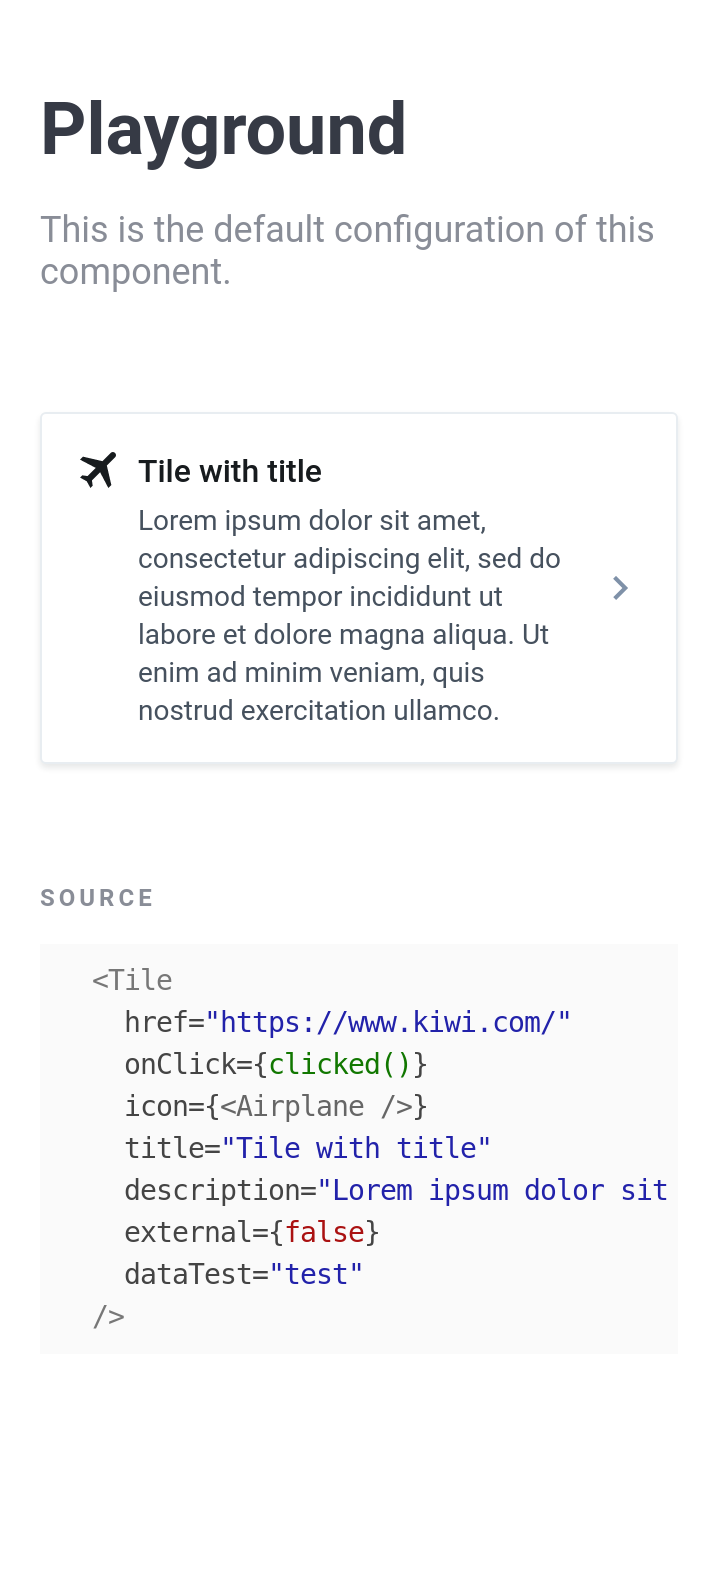 Playground
This is the default configuration of this
component.
Tile with title
Lorem ipsum dolor sit amet,
consectetur adipiscing elit, sed do
eiusmod tempor incididunt ut
labore et dolore magna aliqua. Ut
enim ad minim veniam, quis
nostrud exercitation ullamco.
SOURCE
<Tile
  href="https://www.kiwi.com/"
  onClick={clicked()}
  icon={<Airplane />}
  title="Tile with title"
  description="Lorem ipsum dolor sit
  external={false}
  dataTest="test"
/>